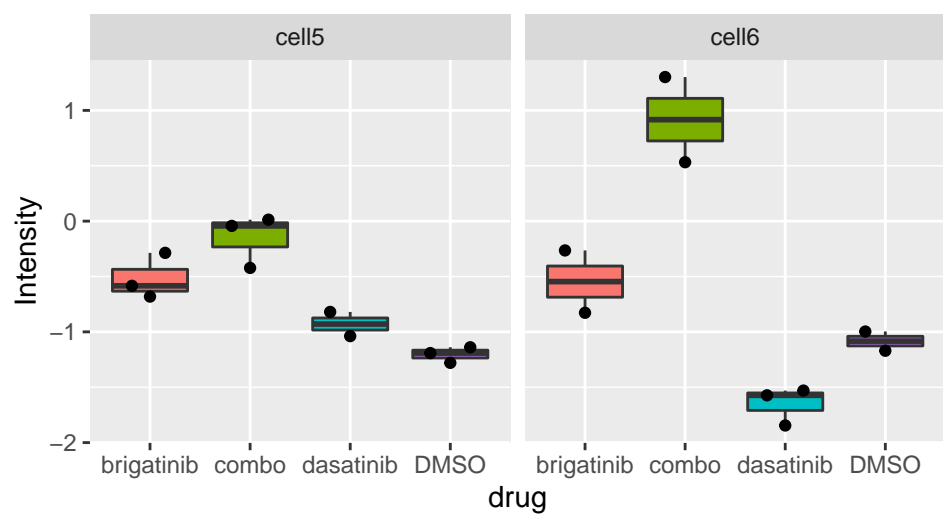 cell5 cell6
1
0
−1
−2
Intensity
brigatinib combo dasatinib DMSO brigatinib combo dasatinib DMSO
drug